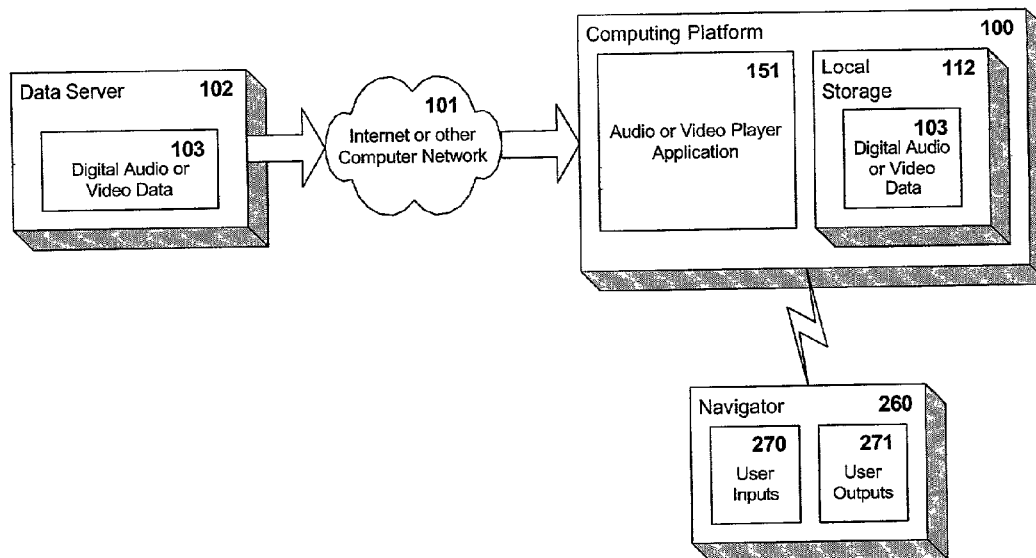 Data Server 102
103
Digital Audio or
Video Data
101
Internet or other
Computer Network
Computing Platform 100
151
Audio or Video Player
Application
Local 112
Storage
103
Digital Audio
or Video
Data
Navigator 260
270
User
Inputs
271
User
Outputs